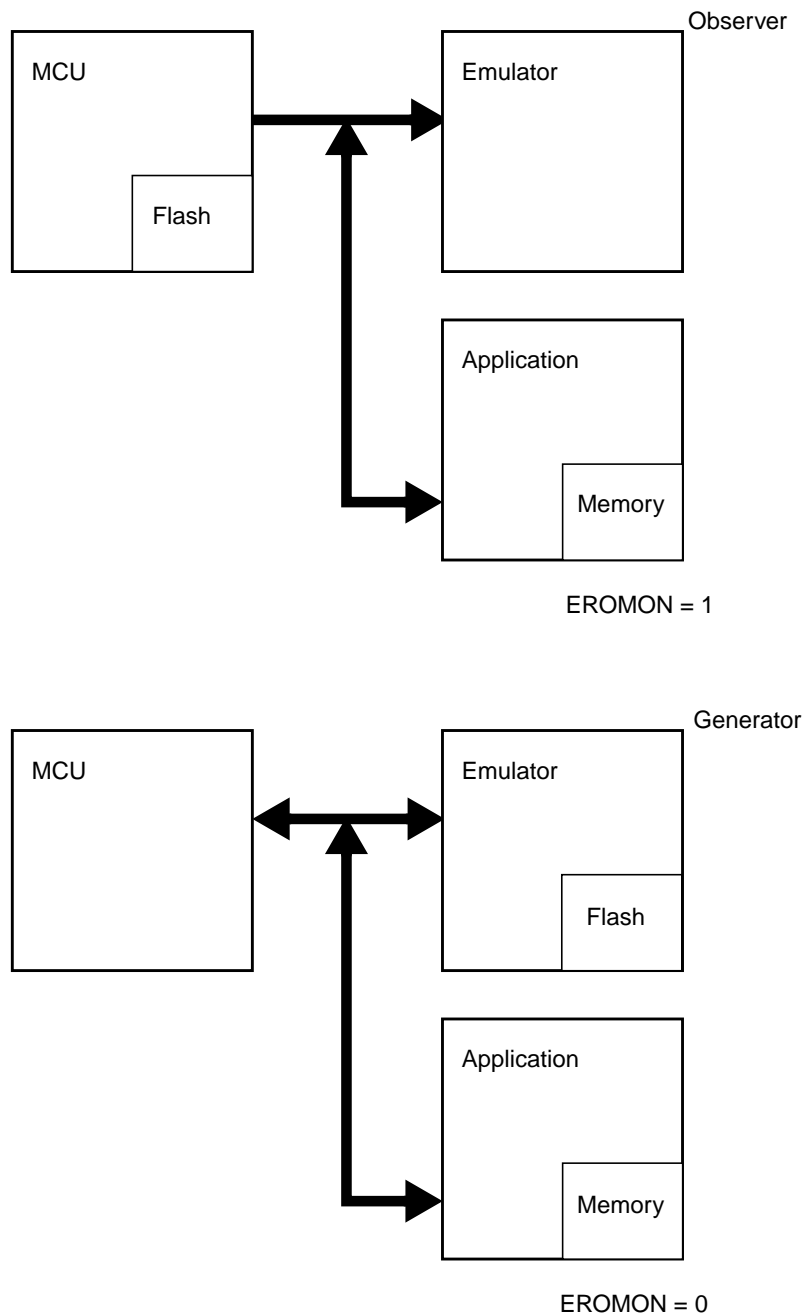 Observer
MCU
Emulator
Flash
Application
Memory
EROMON = 1
Generator
MCU
Emulator
Flash
Application
Memory
EROMON = 0